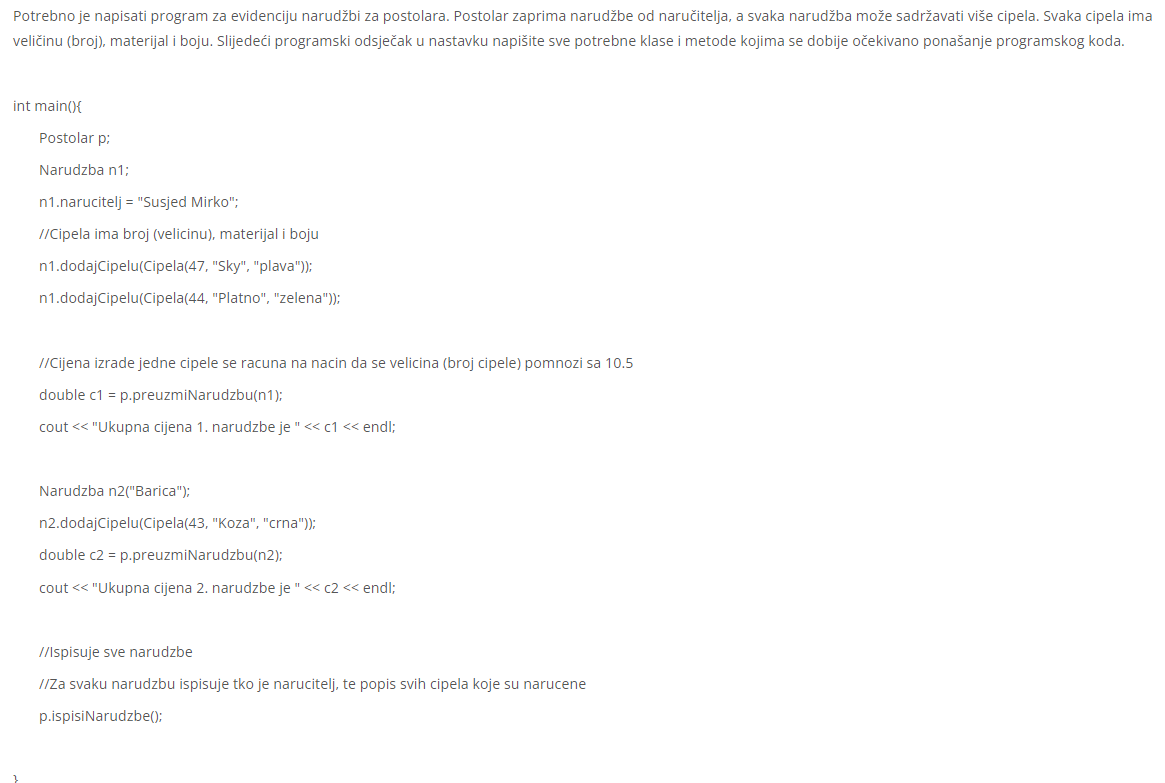 Potrebno je napisati program za evidenciju narudžbi za postolara. Postolar zaprima narudžbe od naručitelja, a svaka narudžba može sadržavati više cipela. Svaka cipela ima
veličinu (broj), materijal i boju. Slijedeći programski odsječak u nastavku napišite sve potrebne klase i metode kojima se dobije očekivano ponašanje programskog koda.
int main(){
Postolar p;
Narudzba n1;
n1.narucitelj = "Susjed Mirko";
//Cipela ima broj (velicinu), materijal i boju
n1.dodajCipelu(Cipela(47, "Sky", "plava"));
n1.dodajCipelu(Cipela(44, "Platno", "zelena"));
//Cijena izrade jedne cipele se racuna na nacin da se velicina (broj cipele) pomnozi sa 10.5
double c1 = p.preuzmiNarudzbu(n1);
cout << "Ukupna cijena 1. narudzbe je " << c1 << endl;
Narudzba n2("Barica");
n2.dodajCipelu(Cipela(43, "Koza", "crna"));
double c2 = p.preuzmiNarudzbu(n2);
cout << "Ukupna cijena 2. narudzbe je " << c2 << endl;
//Ispisuje sve narudzbe
//Za svaku narudzbu ispisuje tko je narucitelj, te popis svih cipela koje su narucene
p.ispisiNarudzbe();
}